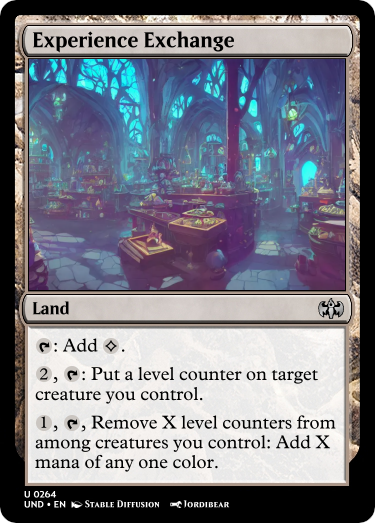 Experience Exchange
Land
: Add .
2, : Put a level counter on target
creature you control.
1, , Remove X level counters from
among creatures you control: Add X
mana of any one color.
U 0264
UND • EN Stable Diffusion Jordibear